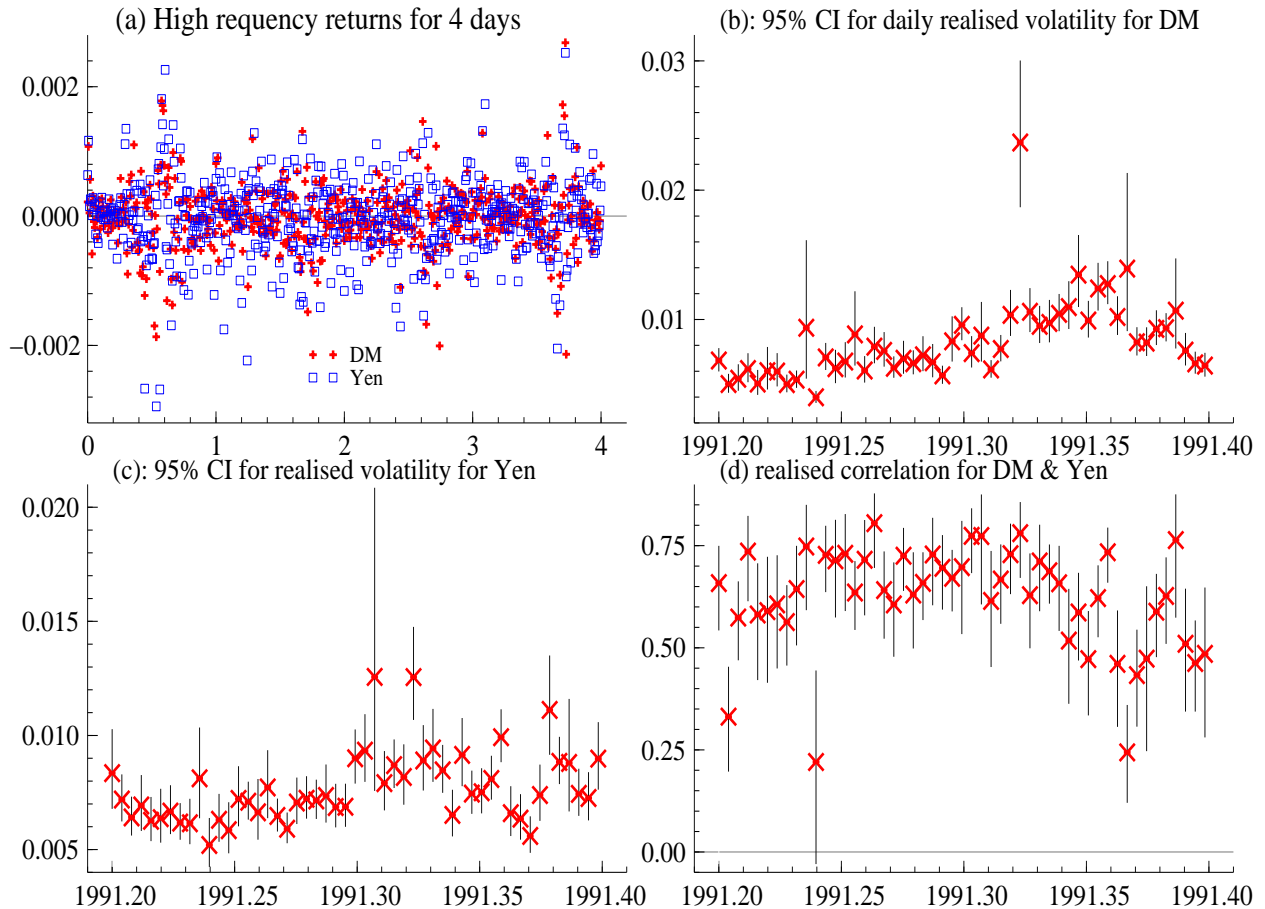 (a) High requency returns for 4 days
0.002
0.000
−0.002
DM
Yen
0 1 2 3 4
(b): 95% CI for daily realised volatility for DM
0.03
0.02
0.01
1991.20 1991.25 1991.30 1991.35 1991.40
(c): 95% CI for realised volatility for Yen
0.020
0.015
0.010
0.005
1991.20 1991.25 1991.30 1991.35 1991.40
(d) realised correlation for DM & Yen
0.75
0.50
0.25
0.00
1991.20 1991.25 1991.30 1991.35 1991.40